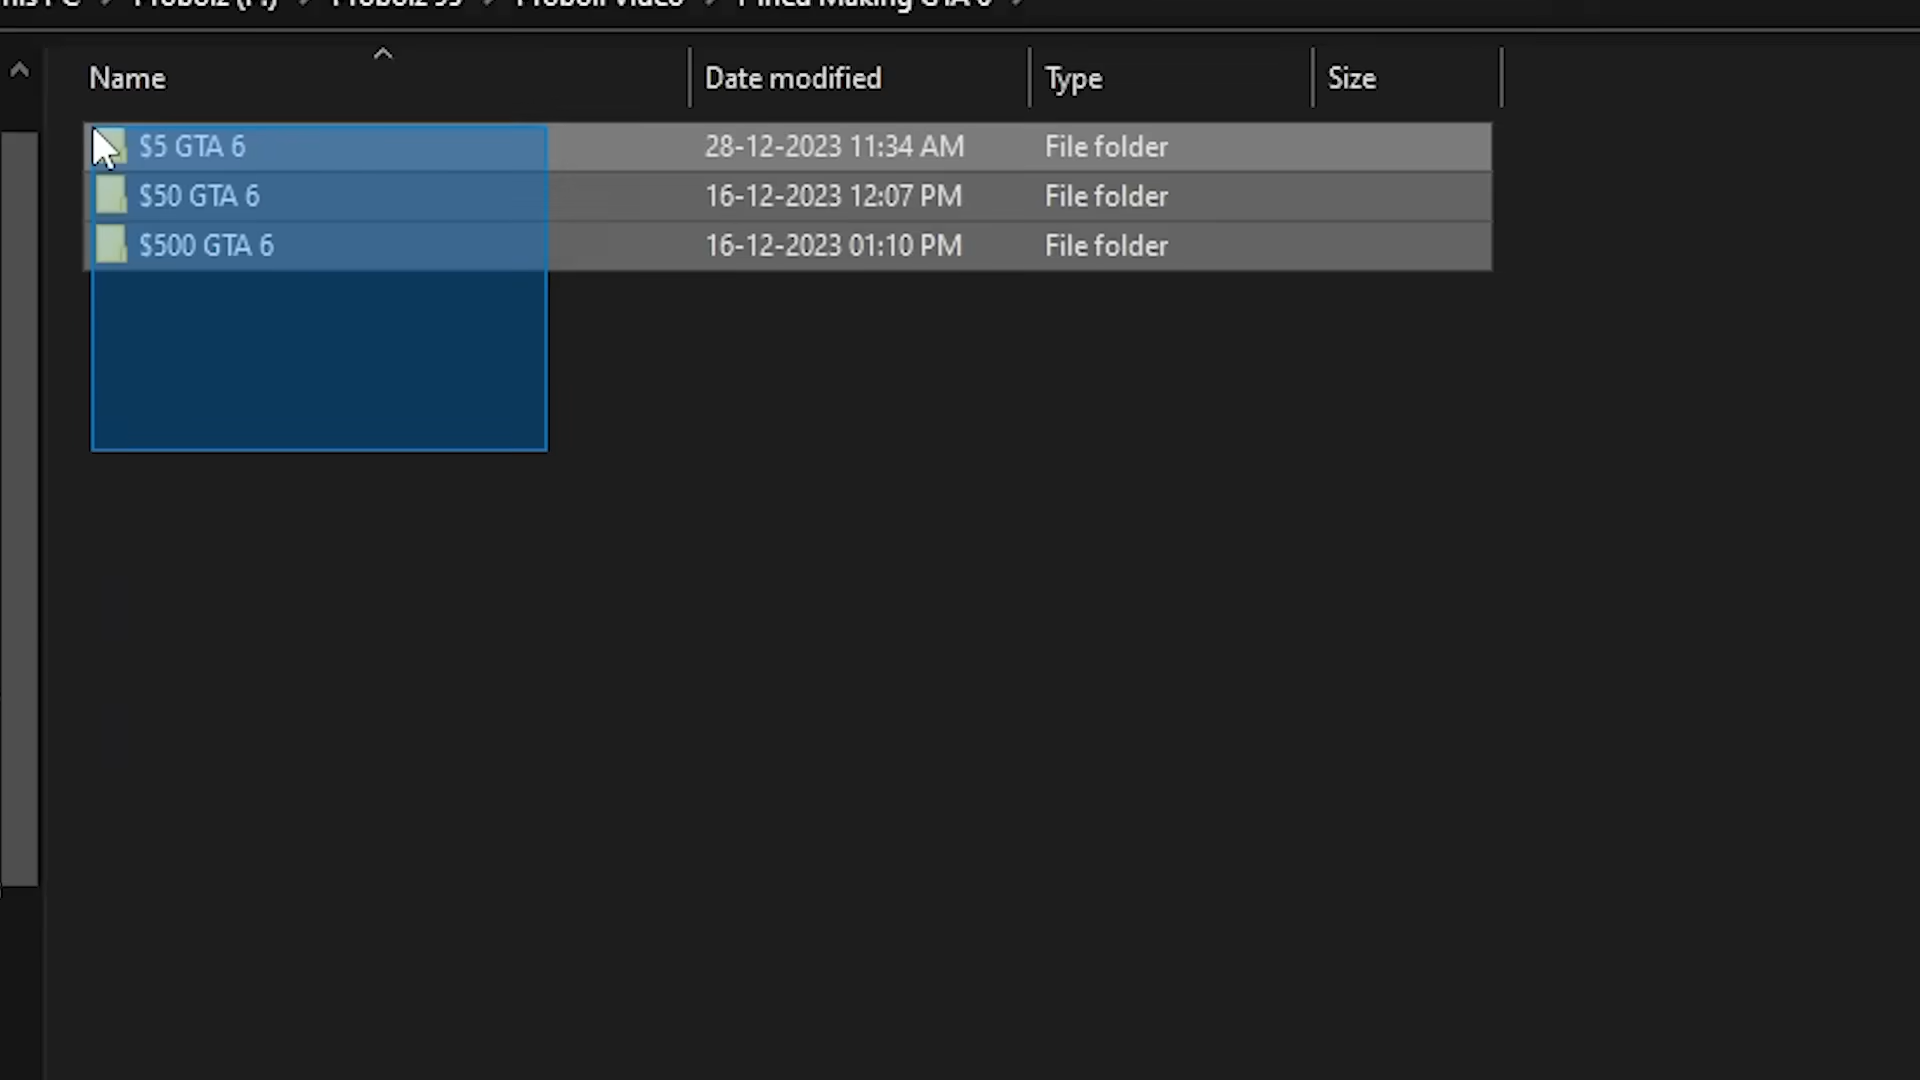 Name Date modified Type Size
$5 GTA 6 28-12-2023 11:34 AM File folder
$50 GTA 6 16-12-2023 12:07 PM File folder
$500 GTA 6 16-12-2023 01:10 PM File folder